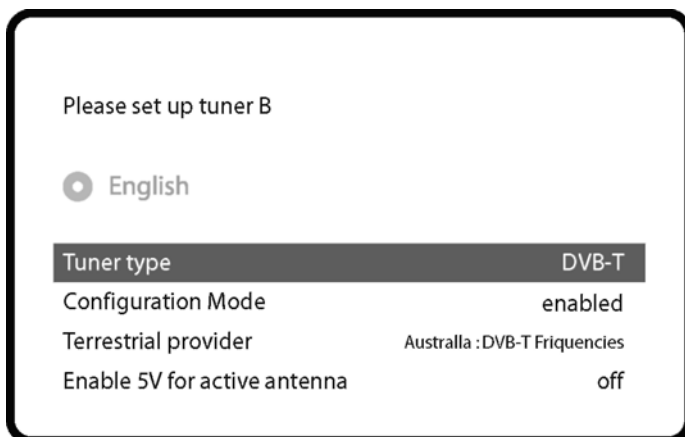 Please set up tuner B
English
Tuner type DVB-T
Configuration Mode enabled
Terrestrial provider Australla : DVB-T Friquencies
Enable 5V for active antenna off